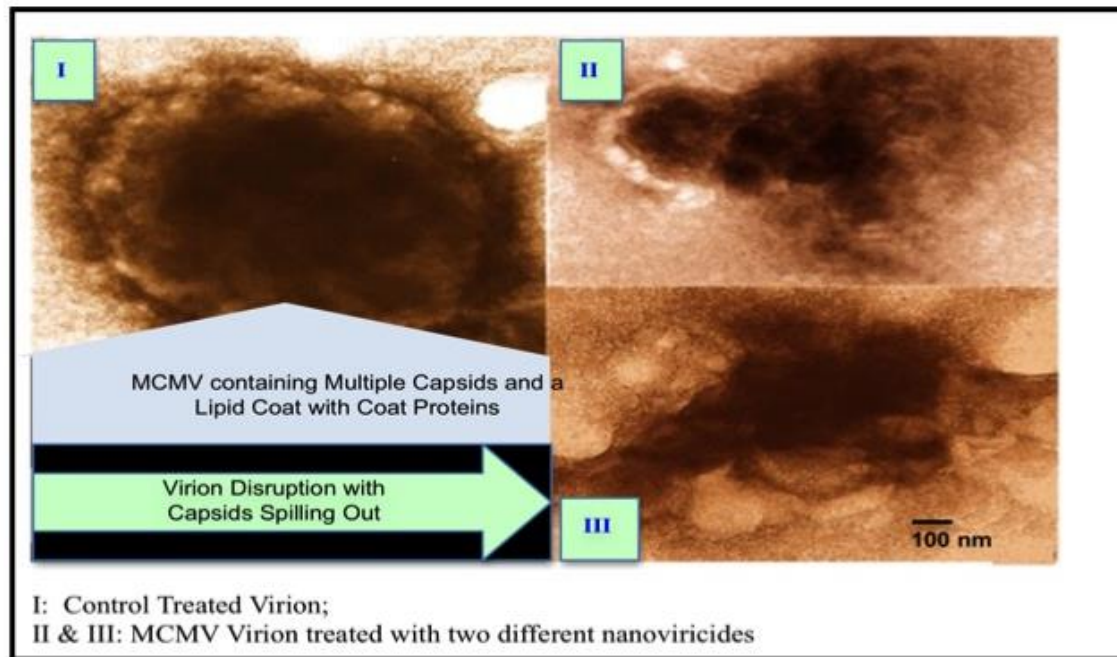 I
II
MCMV containing Multiple Capsids and a
Lipid Coat with Coat Proteins
Virion Disruption with
Capsids Spilling Out
III
100 nm
I:  Control Treated Virion;
II & III: MCMV Virion treated with two different nanoviricides